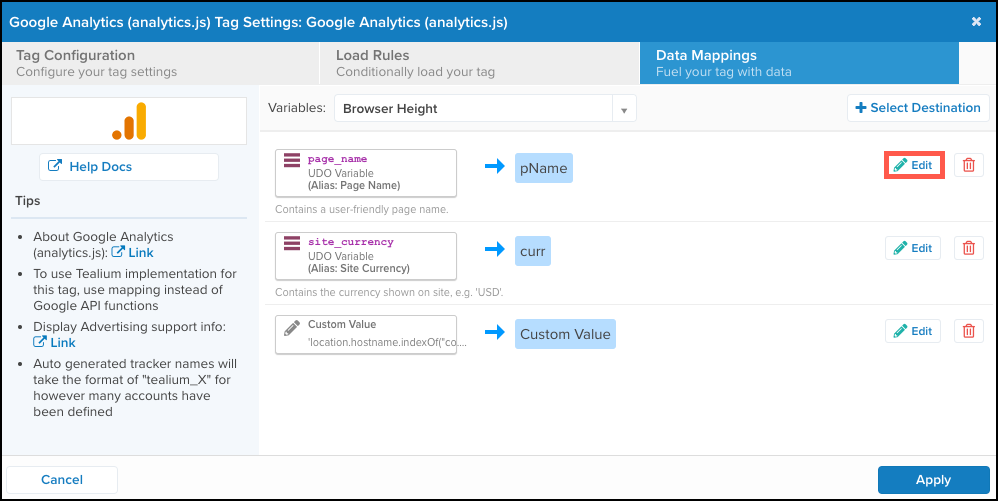 Google Analytics (analytics.js) Tag Settings: Google Analytics (analytics.js)
Tag Configuration
Configure your tag settings
Load Rules
Conditionally load your tag
Data Mappings
Fuel your tag with data
Help Docs
Tips
About Google Analytics
(analytics.js): Link
To use Tealium implementation for
this tag, use mapping instead of
Google API functions
Display Advertising support info:
Link
Auto generated tracker names will
take the format of "tealium_X" for
however many accounts have
been defined
Variables: Browser Height
Select Destination
page_name
UDO Variable
(Alias: Page Name)
pName
Edit
Contains a user-friendly page name.
site_currency
UDO Variable
(Alias: Site Currency)
curr
Edit
Contains the currency shown on site, e.g. 'USD'.
Custom Value
'location.hostname.indexOf("co....
Custom Value
Edit
Cancel
Apply